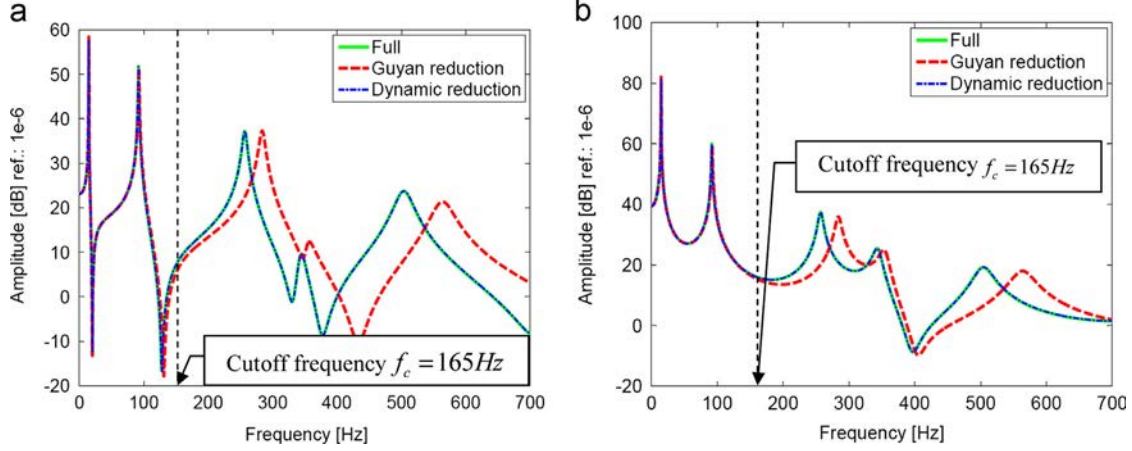 a
60
50
40
30
20
10
0
-10
-20
Amplitude [dB] ref.: 1e-6
Full
Guyan reduction
Dynamic reduction
Cutoff frequency f_c = 165Hz
0 100 200 300 400 500 600 700
Frequency [Hz]
b
100
80
60
40
20
0
-20
Amplitude [dB] ref.: 1e-6
Full
Guyan reduction
Dynamic reduction
Cutoff frequency f_c = 165Hz
0 100 200 300 400 500 600 700
Frequency [Hz]